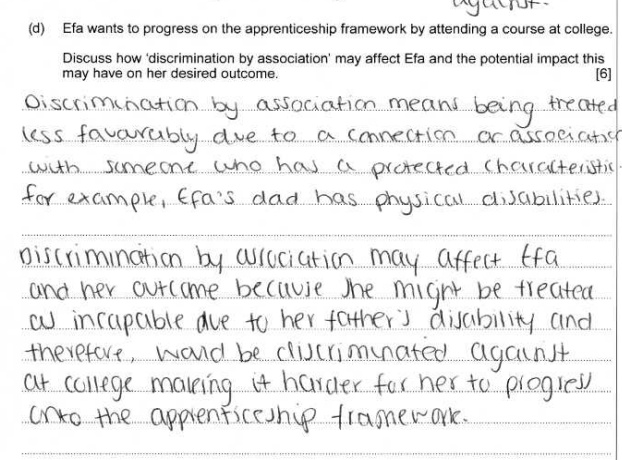 against.
(d) Efa wants to progress on the apprenticeship framework by attending a course at college.
Discuss how 'discrimination by association' may affect Efa and the potential impact this
may have on her desired outcome. [6]
Discrimination by association means being treated
less favourably due to a connection or association
with someone who has a protected characteristic.
for example, Efa's dad has physical disabilities.
Discrimination by association may affect Efa
and her outcome because she might be treated
as incapable due to her father's disability and
therefore, would be discriminated against
at college making it harder for her to progress
onto the apprenticeship framework.